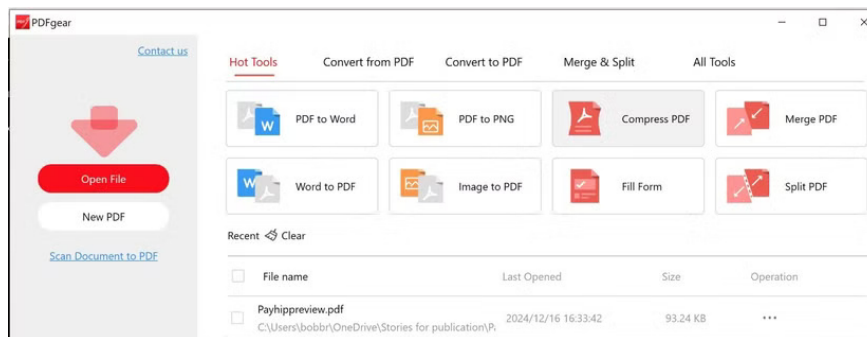 PDFgear
Contact us
Open File
New PDF
Scan Document to PDF
Hot Tools Convert from PDF Convert to PDF Merge & Split All Tools
PDF to Word PDF to PNG Compress PDF Merge PDF
Word to PDF Image to PDF Fill Form Split PDF
Recent Clear
File name Last Opened Size Operation
Payhippreview.pdf
C:\Users\bobbr\OneDrive\Stories for publication\P
2024/12/16 16:33:42 93.24 KB